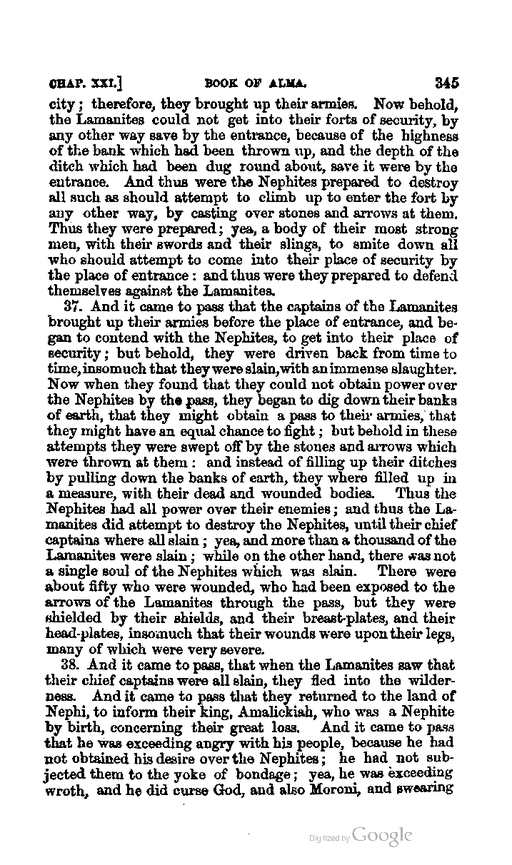 CHAP. XXI.] BOOK OF ALMA. 345
city; therefore, they brought up their armies. Now behold,
the Lamanites could not get into their forts of security, by
any other way save by the entrance, because of the highness
of the bank which had been thrown up, and the depth of the
ditch which had been dug round about, save it were by the
entrance. And thus were the Nephites prepared to destroy
all such as should attempt to climb up to enter the fort by
any other way, by casting over stones and arrows at them.
Thus they were prepared; yea, a body of their most strong
men, with their swords and their slings, to smite down all
who should attempt to come into their place of security by
the place of entrance: and thus were they prepared to defend
themselves against the Lamanites.
37. And it came to pass that the captains of the Lamanites
brought up their armies before the place of entrance, and be-
gan to contend with the Nephites, to get into their place of
security; but behold, they were driven back from time to
time, insomuch that they were slain, with an immense slaughter.
Now when they found that they could not obtain power over
the Nephites by the pass, they began to dig down their banks
of earth, that they might obtain a pass to their armies, that
they might have an equal chance to fight; but behold in these
attempts they were swept off by the stones and arrows which
were thrown at them: and instead of filling up their ditches
by pulling down the banks of earth, they where filled up in
a measure, with their dead and wounded bodies. Thus the
Nephites had all power over their enemies; and thus the La-
manites did attempt to destroy the Nephites, until their chief
captains where all slain; yea, and more than a thousand of the
Lamanites were slain; while on the other hand, there was not
a single soul of the Nephites which was slain. There were
about fifty who were wounded, who had been exposed to the
arrows of the Lamanites through the pass, but they were
shielded by their shields, and their breast-plates, and their
head-plates, insomuch that their wounds were upon their legs,
many of which were very severe.
38. And it came to pass, that when the Lamanites saw that
their chief captains were all slain, they fled into the wilder-
ness. And it came to pass that they returned to the land of
Nephi, to inform their king, Amalickiah, who was a Nephite
by birth, concerning their great loss. And it came to pass
that he was exceeding angry with his people, because he had
not obtained his desire over the Nephites; he had not sub-
jected them to the yoke of bondage; yea, he was exceeding
wroth, and he did curse God, and also Moroni, and swearing
Digitized by Google